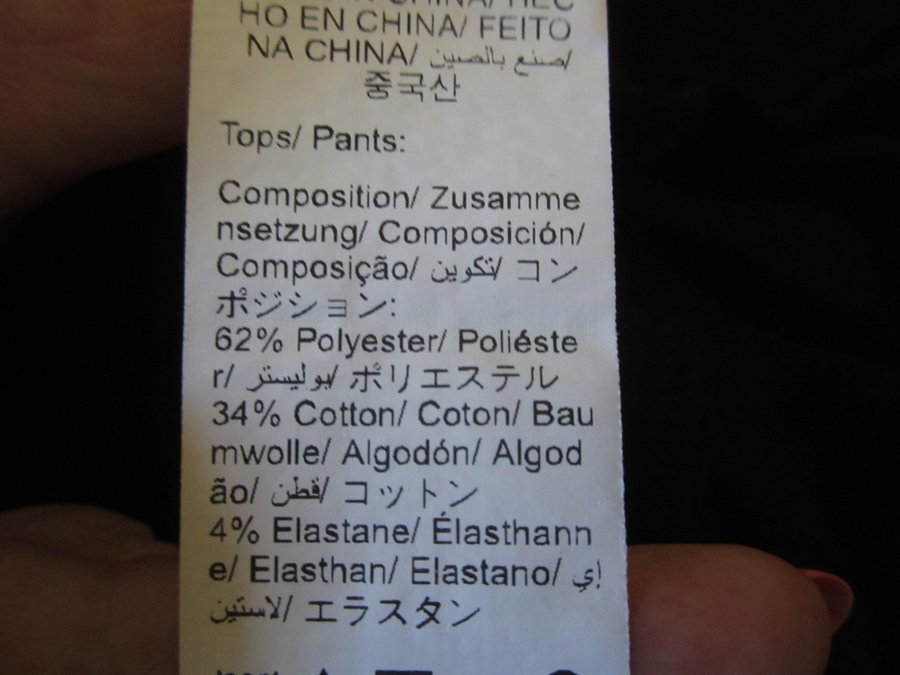 HO EN CHINA/ FEITO
NA CHINA/ صنع بالصين/
중국산
Tops/ Pants:
Composition/ Zusamme
nsetzung/ Composición/
Composição/ تكوين/ コン
ポジション:
62% Polyester/ Poliéste
r/ بوليستر/ ポリエステル
34% Cotton/ Coton/ Bau
mwolle/ Algodón/ Algod
ão/ قطن/ コットン
4% Elastane/ Élasthann
e/ Elasthan/ Elastano/ إي
لاستين/ エラスタン